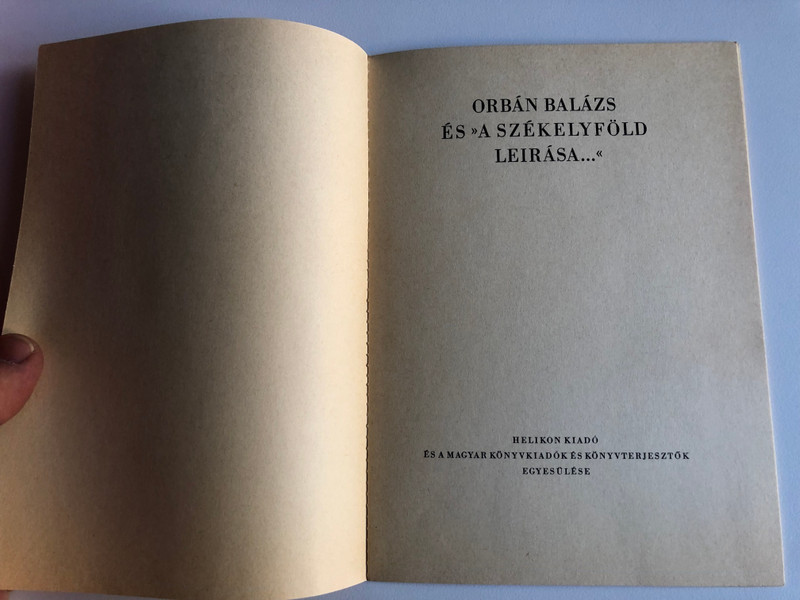 ORBÁN BALÁZS
ÉS »A SZÉKELYFÖLD
LEIRÁSA...«
HELIKON KIADÓ
ÉS A MAGYAR KÖNYVKIADÓK ÉS KÖNYVTERJESZTŐK
EGYESÜLÉSE